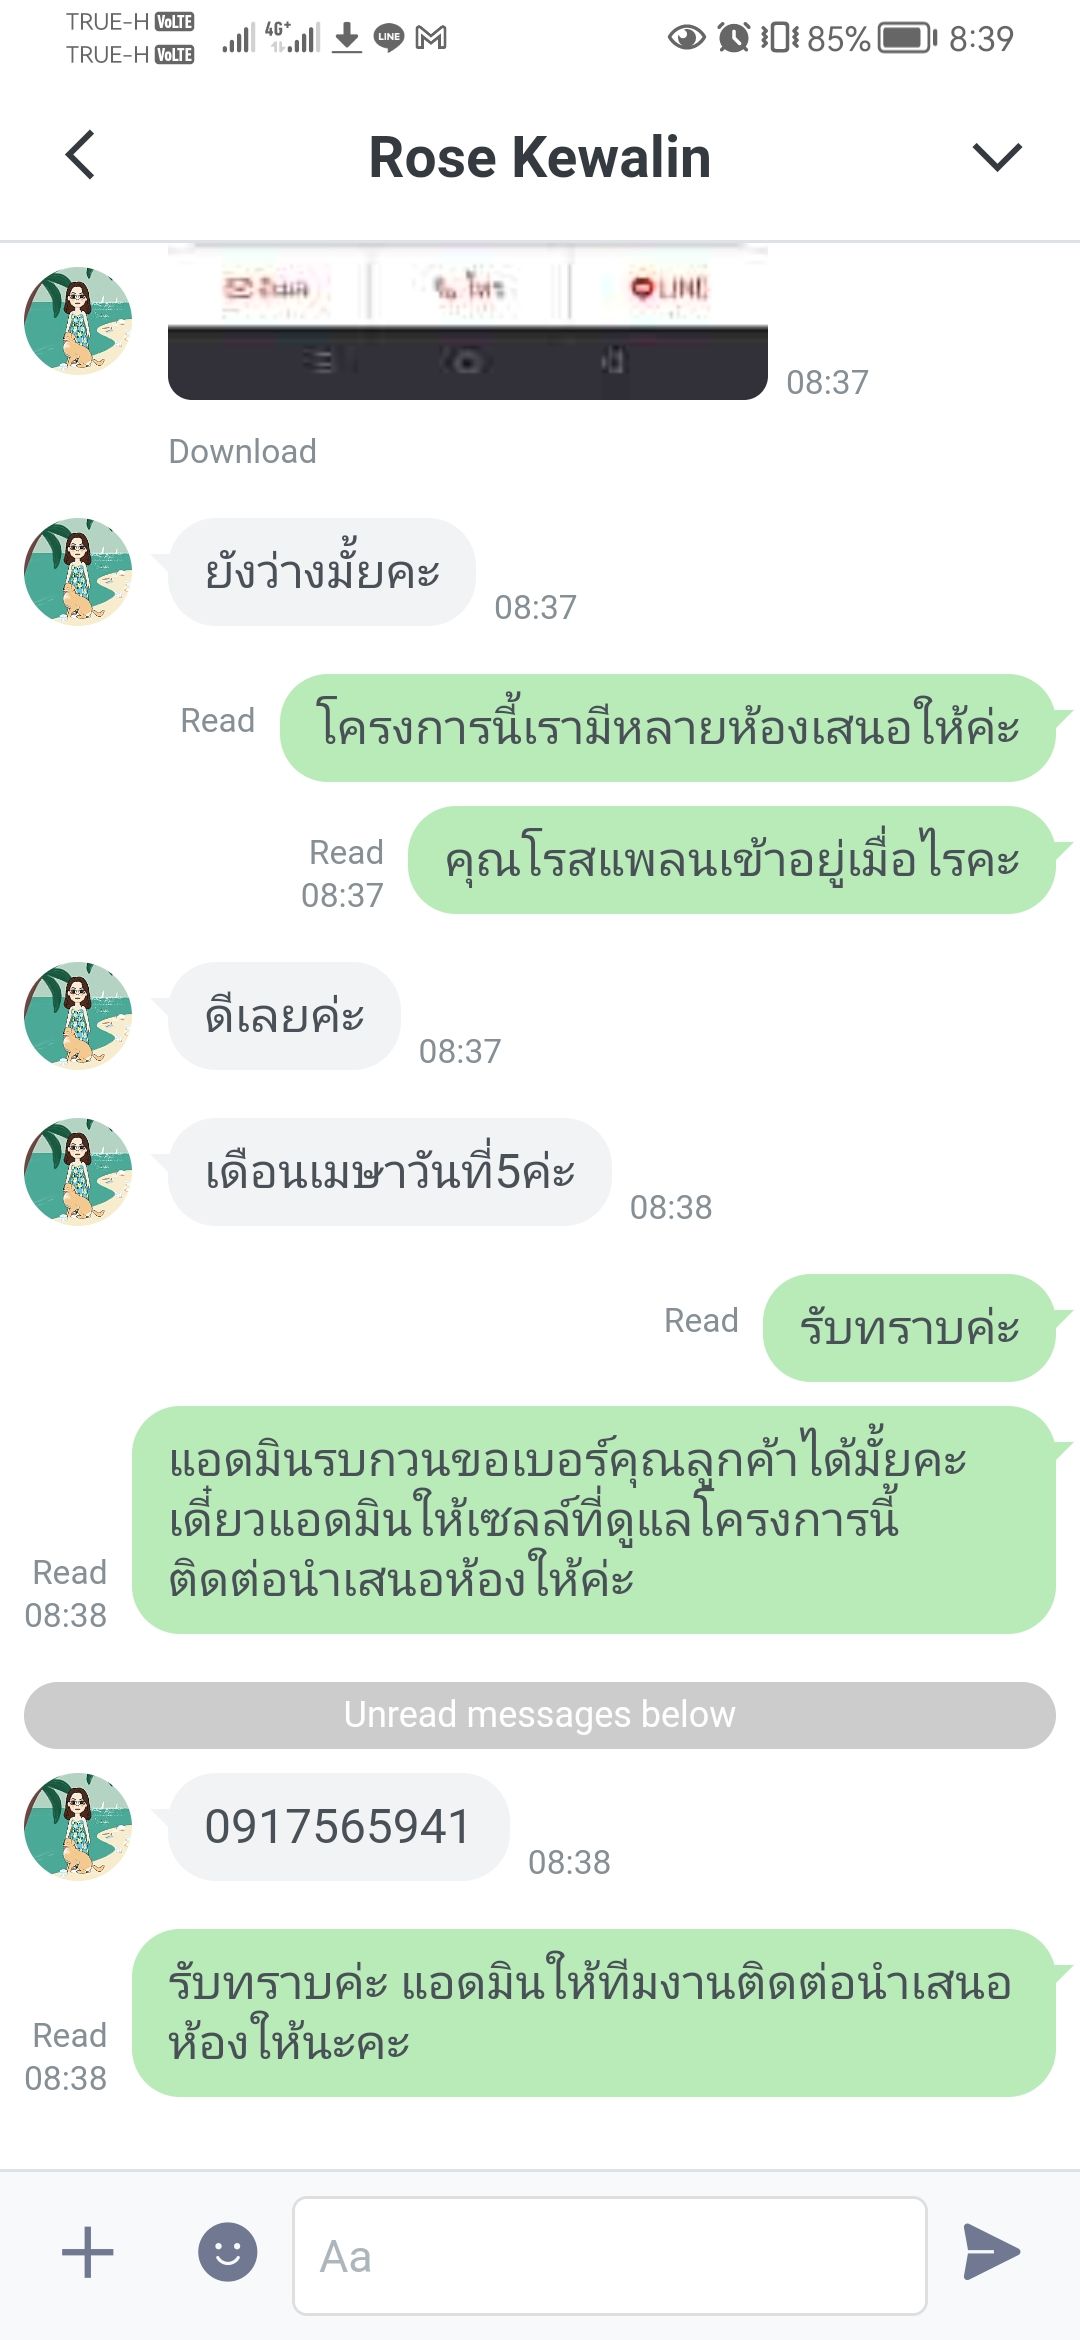 TRUE-H VoLTE
TRUE-H VoLTE
4G+
LINE
85%
8:39
Rose Kewalin
อีเมล
โทร
LINE
08:37
Download
ยังว่างมั้ยคะ
08:37
Read
โครงการนี้เรามีหลายห้องเสนอให้ค่ะ
Read
08:37
คุณโรสแพลนเข้าอยู่เมื่อไรคะ
ดีเลยค่ะ
08:37
เดือนเมษาวันที่5ค่ะ
08:38
Read
รับทราบค่ะ
แอดมินรบกวนขอเบอร์คุณลูกค้าได้มั้ยคะ
เดี๋ยวแอดมินให้เซลล์ที่ดูแลโครงการนี้
ติดต่อนำเสนอห้องให้ค่ะ
Read
08:38
Unread messages below
0917565941
08:38
รับทราบค่ะ แอดมินให้ทีมงานติดต่อนำเสนอ
ห้องให้นะคะ
Read
08:38
Aa